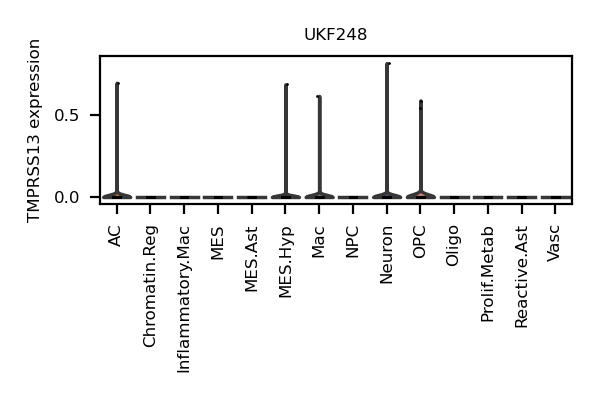 UKF248
TMPRSS13 expression
0.5
0.0
AC
Chromatin.Reg
Inflammatory.Mac
MES
MES.Ast
MES.Hyp
Mac
NPC
Neuron
OPC
Oligo
Prolif.Metab
Reactive.Ast
Vasc